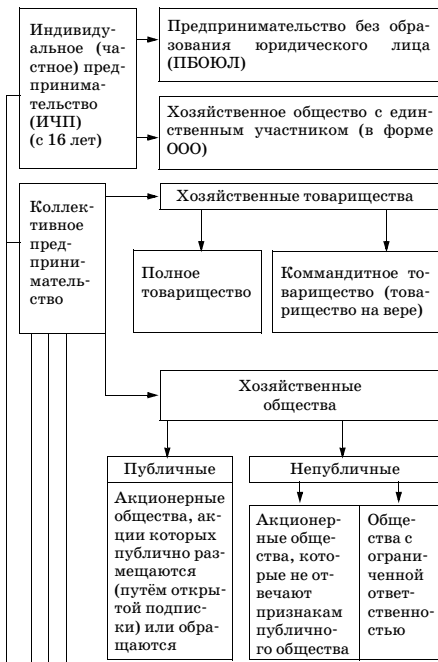 Индивиду-
альное (ча-
стное) пред-
принима-
тельство
(ИЧП)
(с 16 лет)
Предпринимательство без обра-
зования юридического лица
(ПБОЮЛ)
Хозяйственное общество с един-
ственным участником (в форме
ООО)
Коллек-
тивное
пред-
прини-
матель-
ство
Хозяйственные товарищества
Полное
товарищество
Коммандитное то-
варищество (това-
рищество на вере)
Хозяйственные
общества
Публичные
Непубличные
Акционерные
общества, ак-
ции которых
публично раз-
мещаются
(путём откры-
той подпис-
ки) или обра-
щаются
Акционер-
ные обще-
ства, кото-
рые не от-
вечают
признакам
публично-
го общества
Обще-
ства с
ограни-
ченной
ответ-
ственно-
стью